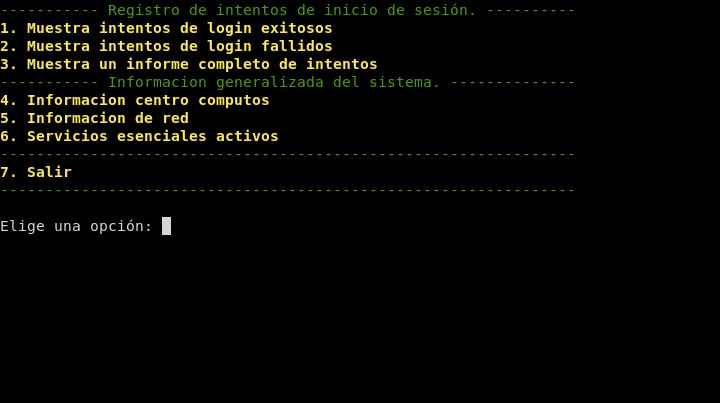 ----------- Registro de intentos de inicio de sesión. ----------
1. Muestra intentos de login exitosos
2. Muestra intentos de login fallidos
3. Muestra un informe completo de intentos
----------- Informacion generalizada del sistema. --------------
4. Informacion centro computos
5. Informacion de red
6. Servicios esenciales activos
----------------------------------------------------------------
7. Salir
----------------------------------------------------------------
Elige una opción: